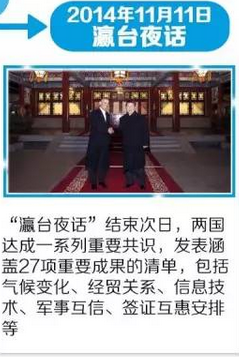 2014年11月11日
瀛台夜话
“瀛台夜话”结束次日，两国
达成一系列重要共识，发表涵
盖27项重要成果的清单，包括
气候变化、经贸关系、信息技
术、军事互信、签证互惠安排
等